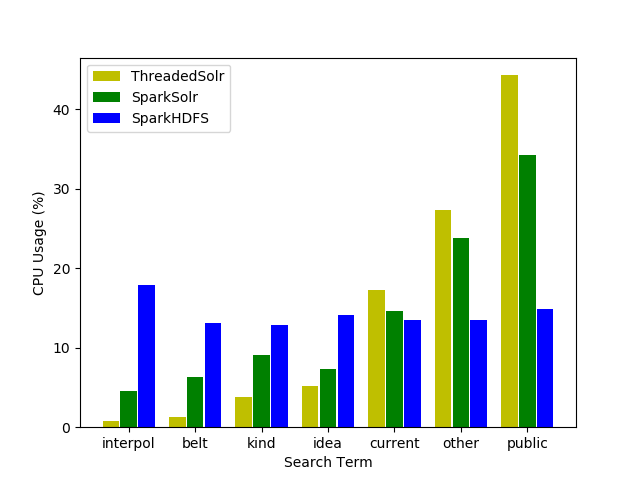 ThreadedSolr
SparkSolr
SparkHDFS
CPU Usage (%)
40
30
20
10
0
interpol belt kind idea current other public
Search Term